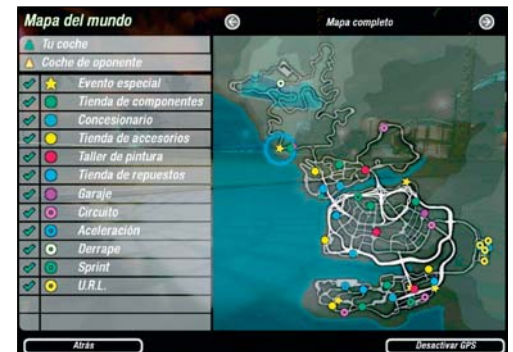 Mapa del mundo
Mapa completo
Tu coche
Coche de oponente
Evento especial
Tienda de componentes
Concesionario
Tienda de accesorios
Taller de pintura
Tienda de repuestos
Garaje
Circuito
Aceleración
Derrape
Sprint
U.R.L.
Atrás
Desactivar GPS